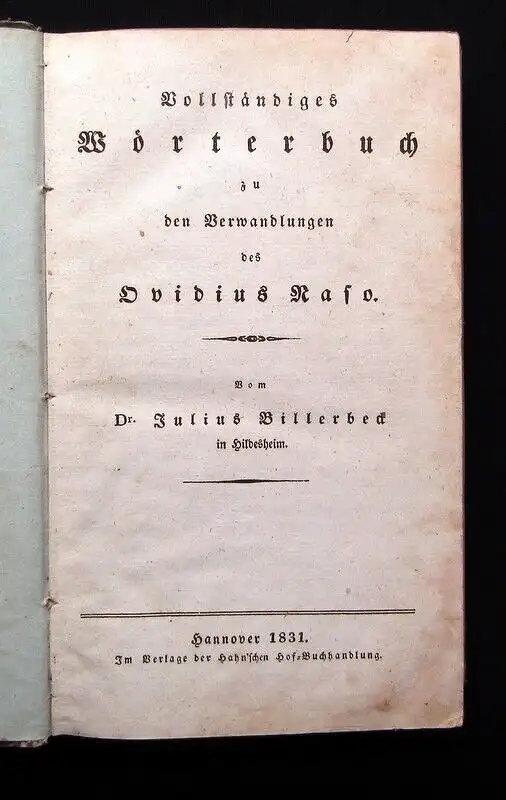 Vollständiges
Wörterbuch
zu
den Verwandlungen
des
Ovidius Naso.
Vom
Dr. Julius Billerbeck
in Hildesheim.
Hannover 1831.
Im Verlage der Hahn'schen Hof-Buchhandlung.